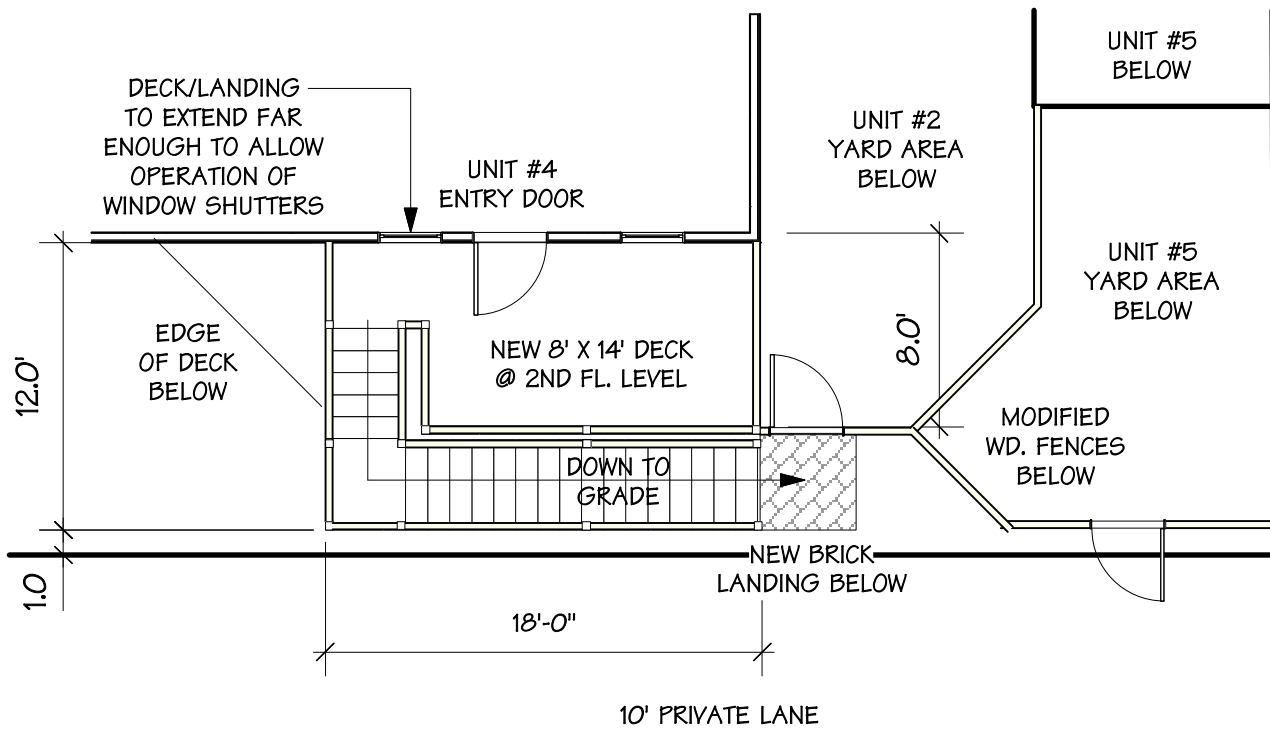 UNIT #5
BELOW
DECK/LANDING
TO EXTEND FAR
ENOUGH TO ALLOW
OPERATION OF
WINDOW SHUTTERS
UNIT #4
ENTRY DOOR
UNIT #2
YARD AREA
BELOW
UNIT #5
YARD AREA
BELOW
12.0'
EDGE
OF DECK
BELOW
NEW 8' X 14' DECK
@ 2ND FL. LEVEL
8.0'
MODIFIED
WD. FENCES
BELOW
DOWN TO
GRADE
1.0
NEW BRICK
LANDING BELOW
18'-0"
10' PRIVATE LANE